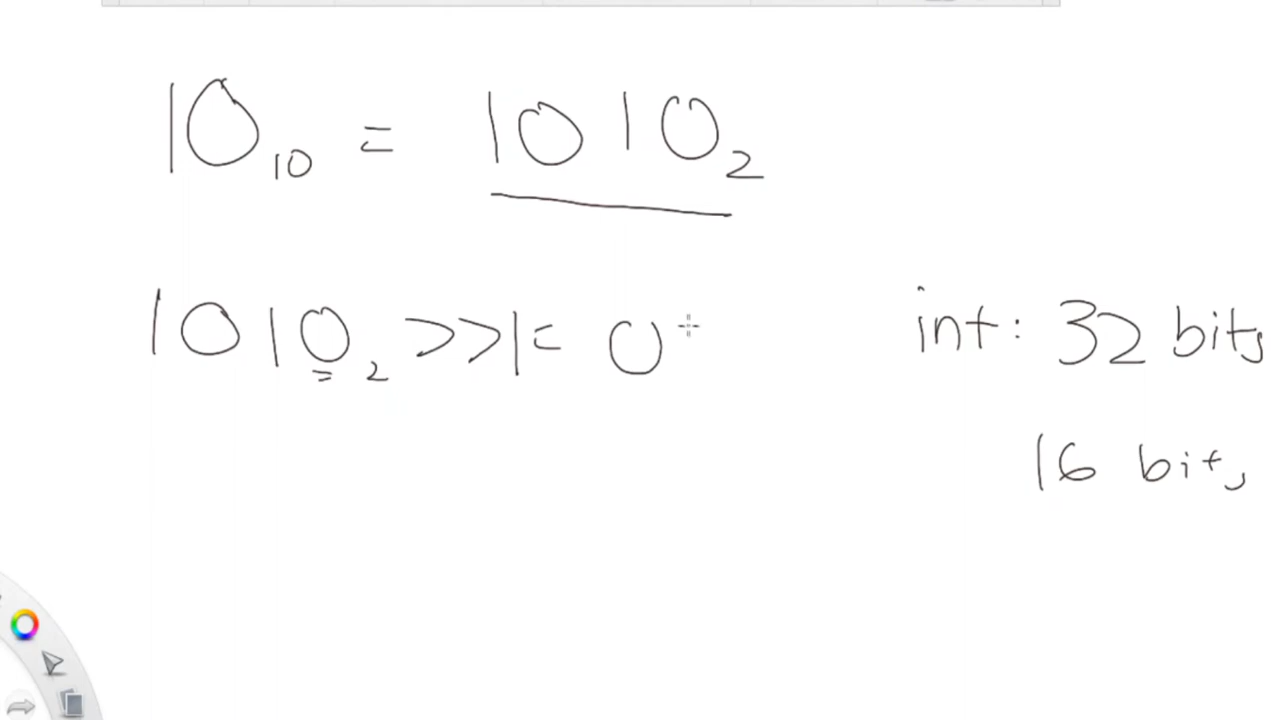 10₁₀ = 1010₂
1010₂ >>1= 0
int: 32 bits
16 bits